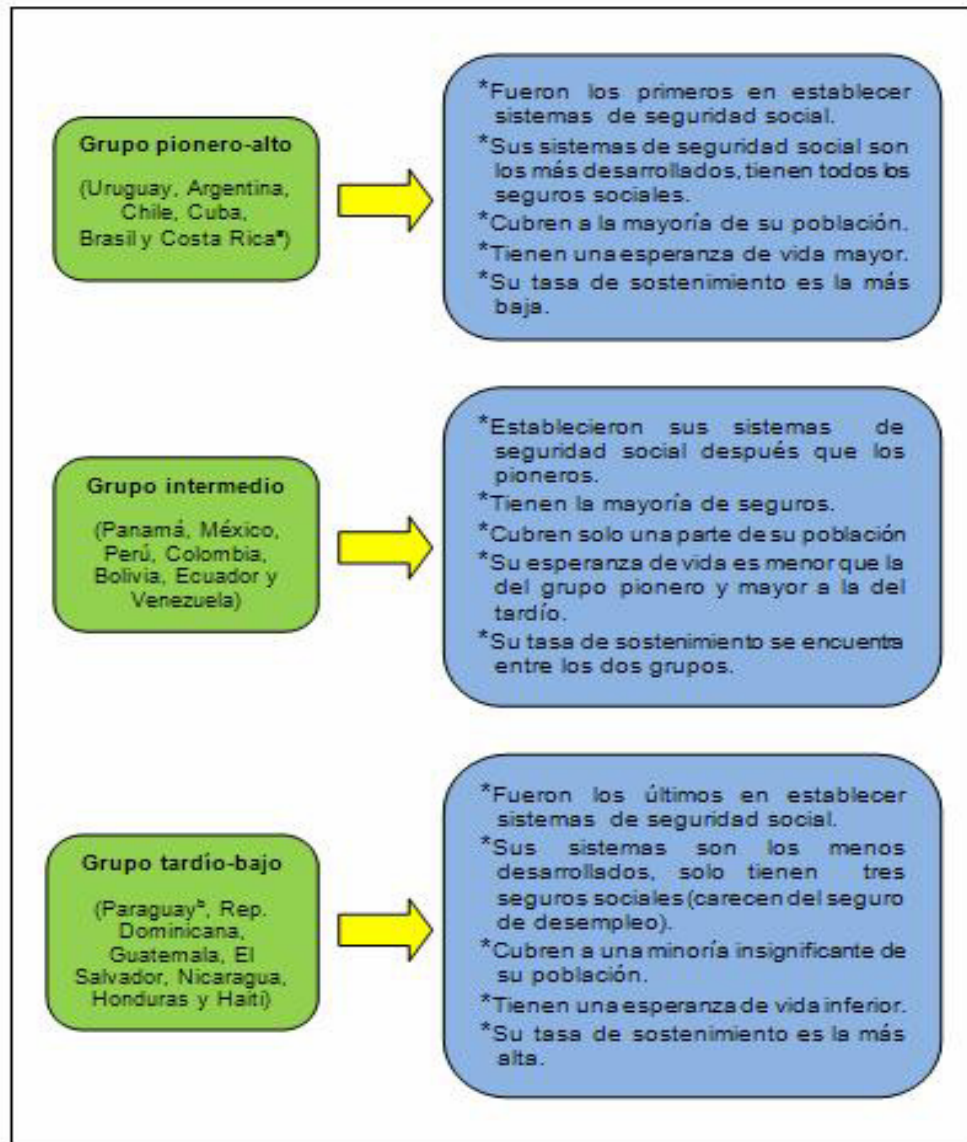 Grupo pionero-alto
(Uruguay, Argentina,
Chile, Cuba,
Brasil y Costa Rica*)
*Fueron los primeros en establecer
sistemas de seguridad social.
*Sus sistemas de seguridad social son
los más desarrollados, tienen todos los
seguros sociales.
*Cubren a la mayoría de su población.
*Tienen una esperanza de vida mayor.
*Su tasa de sostenimiento es la más
baja.
Grupo intermedio
(Panamá, México,
Perú, Colombia,
Bolivia, Ecuador y
Venezuela)
*Establecieron sus sistemas de
seguridad social después que los
pioneros.
*Tienen la mayoría de seguros.
*Cubren solo una parte de su población
*Su esperanza de vida es menor que la
del grupo pionero y mayor a la del
tardío.
*Su tasa de sostenimiento se encuentra
entre los dos grupos.
Grupo tardío-bajo
(Paraguay, Rep.
Dominicana,
Guatemala, El
Salvador, Nicaragua,
Honduras y Haití)
*Fueron los últimos en establecer
sistemas de seguridad social.
*Sus sistemas son los menos
desarrollados, solo tienen tres
seguros sociales (carecen del seguro
de desempleo).
*Cubren a una minoría insignificante de
su población.
*Tienen una esperanza de vida inferior.
*Su tasa de sostenimiento es la más
alta.